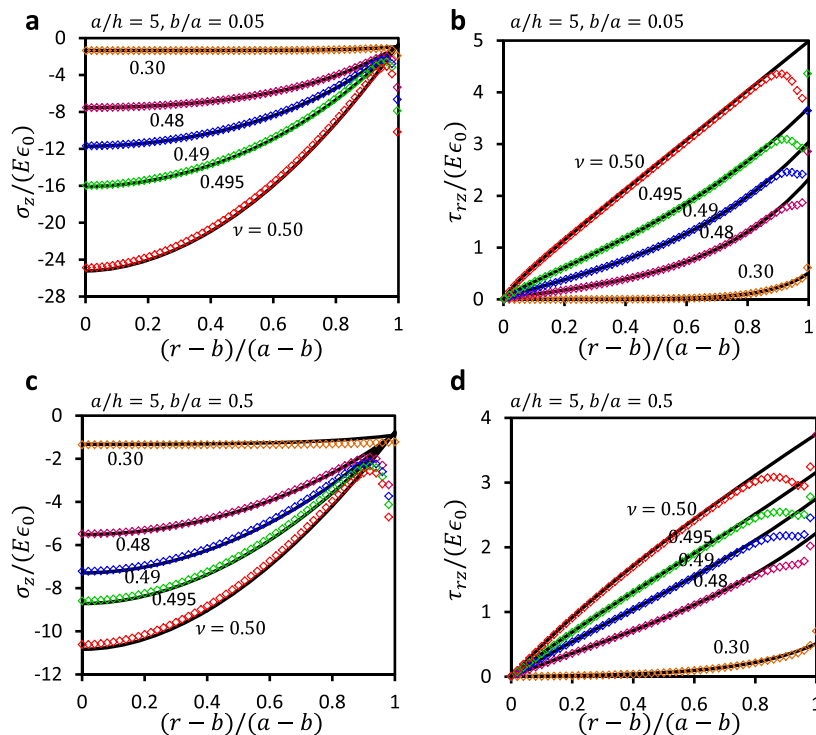 a
a/h = 5, b/a = 0.05
0
-4
-8
-12
-16
-20
-24
-28
σz/(Eϵ0)
0.30
0.48
0.49
0.495
ν = 0.50
0 0.2 0.4 0.6 0.8 1
(r − b)/(a − b)
b
a/h = 5, b/a = 0.05
5
4
3
2
1
0
τrz/(Eϵ0)
ν = 0.50
0.495
0.49
0.48
0.30
0 0.2 0.4 0.6 0.8 1
(r − b)/(a − b)
c
a/h = 5, b/a = 0.5
0
-2
-4
-6
-8
-10
-12
σz/(Eϵ0)
0.30
0.48
0.49
0.495
ν = 0.50
0 0.2 0.4 0.6 0.8 1
(r − b)/(a − b)
d
a/h = 5, b/a = 0.5
4
3
2
1
0
τrz/(Eϵ0)
ν = 0.50
0.495
0.49
0.48
0.30
0 0.2 0.4 0.6 0.8 1
(r − b)/(a − b)